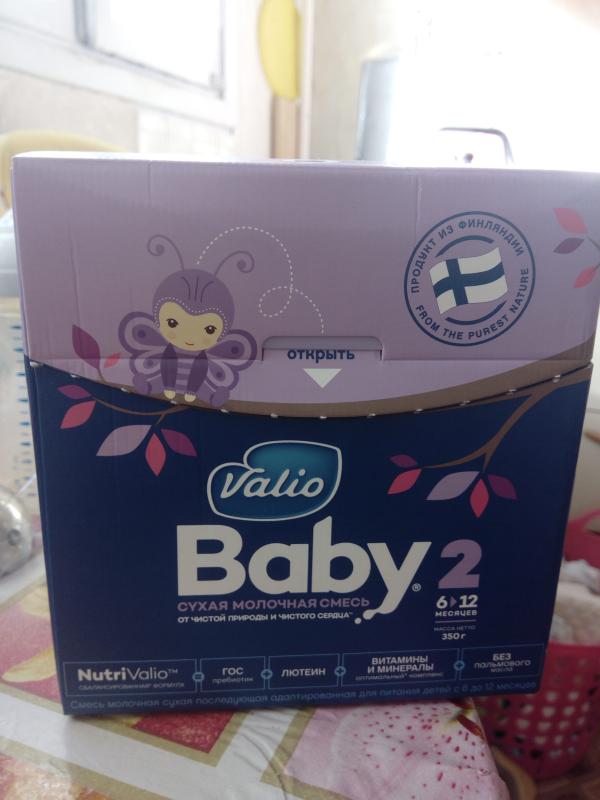 ПРОДУКТ ИЗ ФИНЛЯНДИИ
FROM THE PUREST NATURE
ОТКРЫТЬ
Valio
Baby® 2
СУХАЯ МОЛОЧНАЯ СМЕСЬ
ОТ ЧИСТОЙ ПРИРОДЫ И ЧИСТОГО СЕРДЦА™
6 12
МЕСЯЦЕВ
МАССА НЕТТО
350 г
NutriValio™
СБАЛАНСИРОВАННАЯ ФОРМУЛА
ГОС
пребиотик
ЛЮТЕИН
ВИТАМИНЫ
И МИНЕРАЛЫ
оптимальный* комплекс
БЕЗ
пальмового
масла
Смесь молочная сухая последующая адаптированная для питания детей с 6 до 12 месяцев